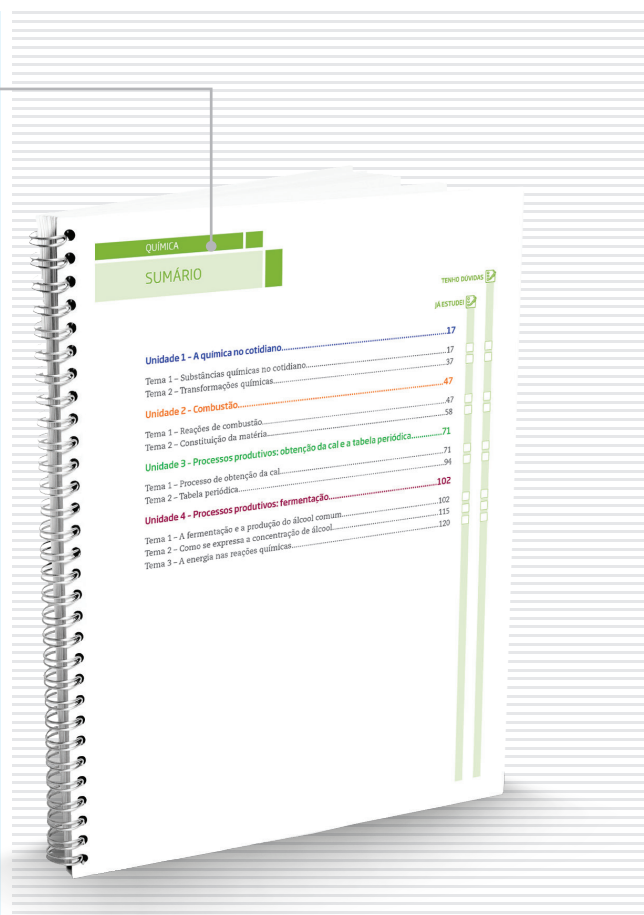 QUÍMICA
SUMÁRIO
TENHO DÚVIDAS
JÁ ESTUDEI
Unidade 1 – A química no cotidiano..................................................................17
Tema 1 – Substâncias químicas no cotidiano..................................................17
Tema 2 – Transformações químicas............................................................37
Unidade 2 - Combustão................................................................................47
Tema 1 – Reações de combustão................................................................47
Tema 2 – Constituição da matéria..............................................................58
Unidade 3 - Processos produtivos: obtenção da cal e a tabela periódica...........71
Tema 1 – Processo de obtenção da cal..........................................................71
Tema 2 – Tabela periódica..........................................................................94
Unidade 4 – Processos produtivos: fermentação...........................................102
Tema 1 – A fermentação e a produção do álcool comum................................102
Tema 2 – Como se expressa a concentração de álcool....................................115
Tema 3 – A energia nas reações químicas....................................................120